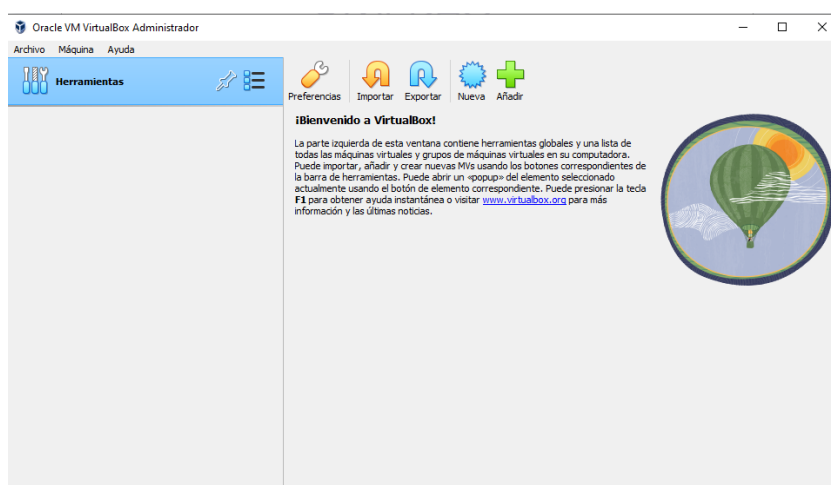 Oracle VM VirtualBox Administrador
Archivo Máquina Ayuda
Herramientas
Preferencias Importar Exportar Nueva Añadir
¡Bienvenido a VirtualBox!
La parte izquierda de esta ventana contiene herramientas globales y una lista de
todas las máquinas virtuales y grupos de máquinas virtuales en su computadora.
Puede importar, añadir y crear nuevas MVs usando los botones correspondientes de
la barra de herramientas. Puede abrir un «popup» del elemento seleccionado
actualmente usando el botón de elemento correspondiente. Puede presionar la tecla
F1 para obtener ayuda instantánea o visitar www.virtualbox.org para más
información y las últimas noticias.